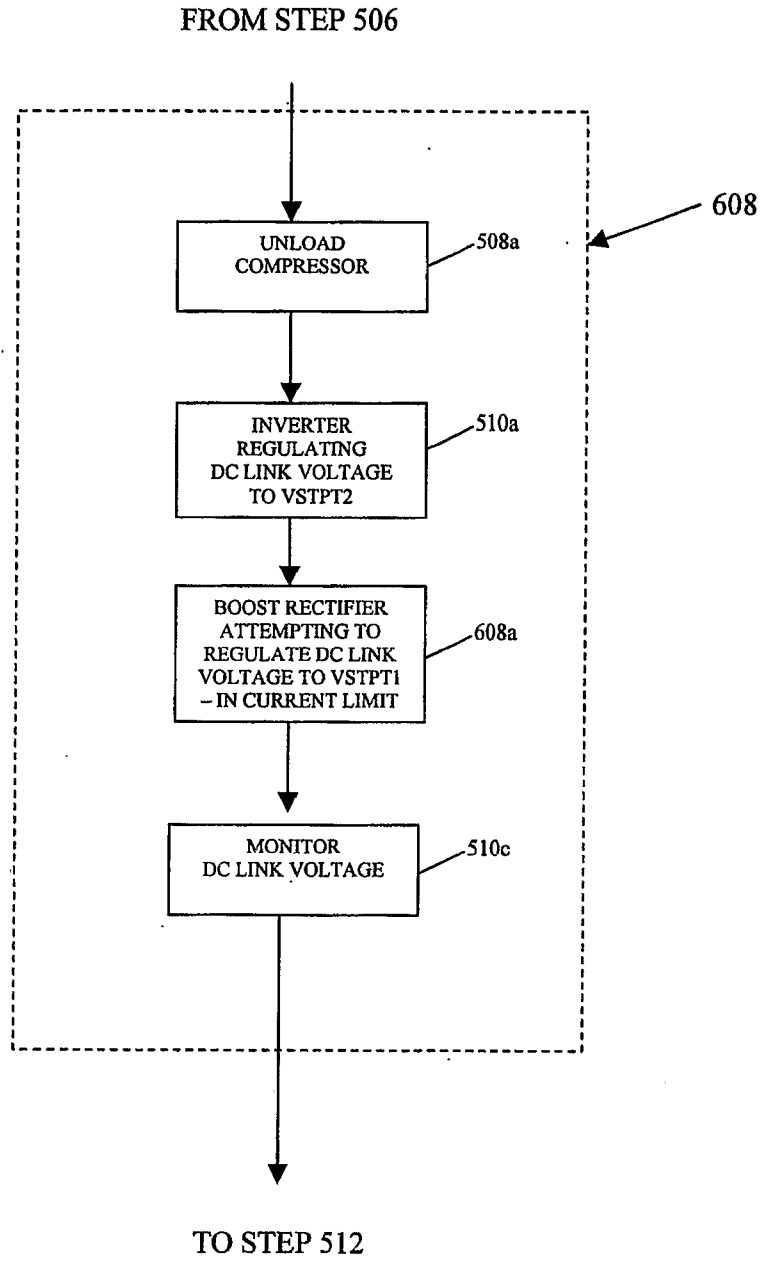 FROM STEP 506
608
UNLOAD
COMPRESSOR
508a
INVERTER
REGULATING
DC LINK VOLTAGE
TO VSTPT2
510a
BOOST RECTIFIER
ATTEMPTING TO
REGULATE DC LINK
VOLTAGE TO VSTPT1
– IN CURRENT LIMIT
608a
MONITOR
DC LINK VOLTAGE
510c
TO STEP 512